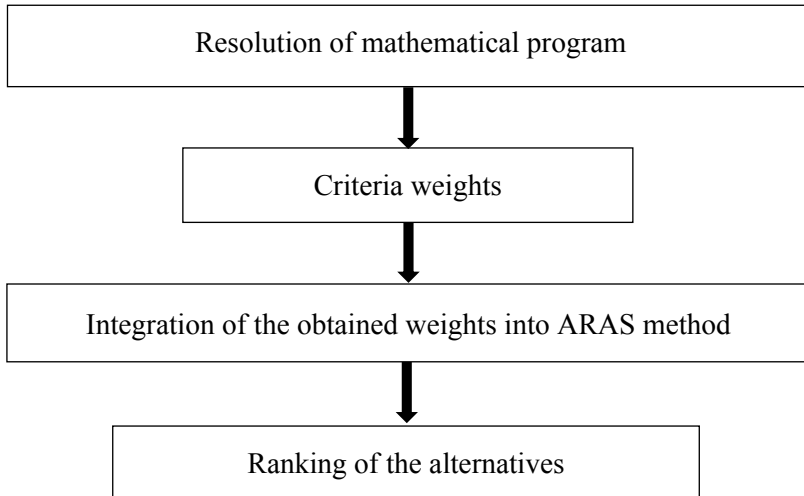 Resolution of mathematical program
Criteria weights
Integration of the obtained weights into ARAS method
Ranking of the alternatives